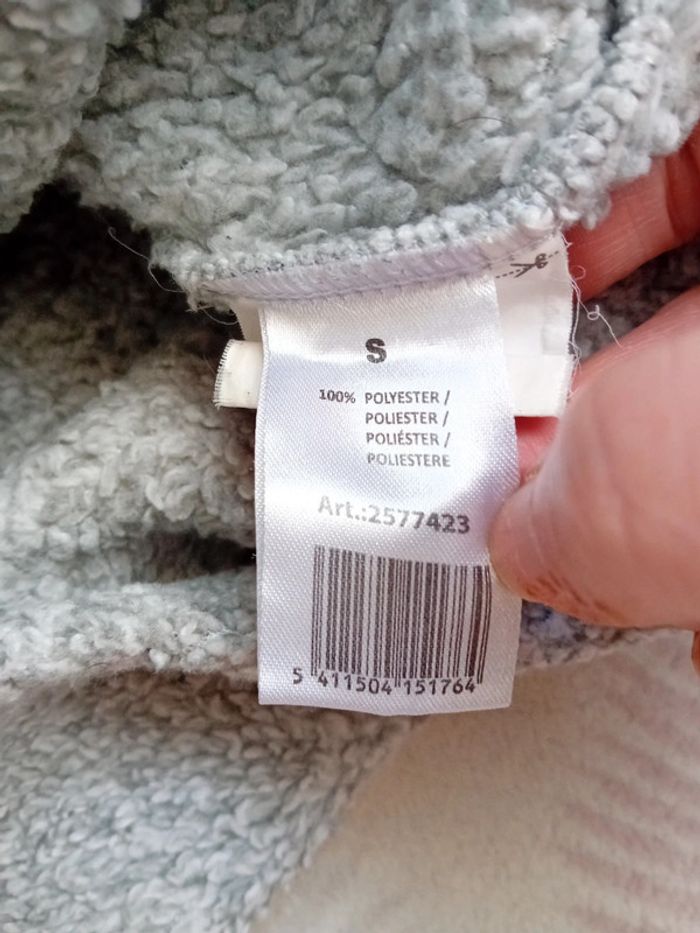 S
100% POLYESTER /
POLIESTER /
POLIÉSTER /
POLIESTERE
Art.:2577423
5 411504 151764